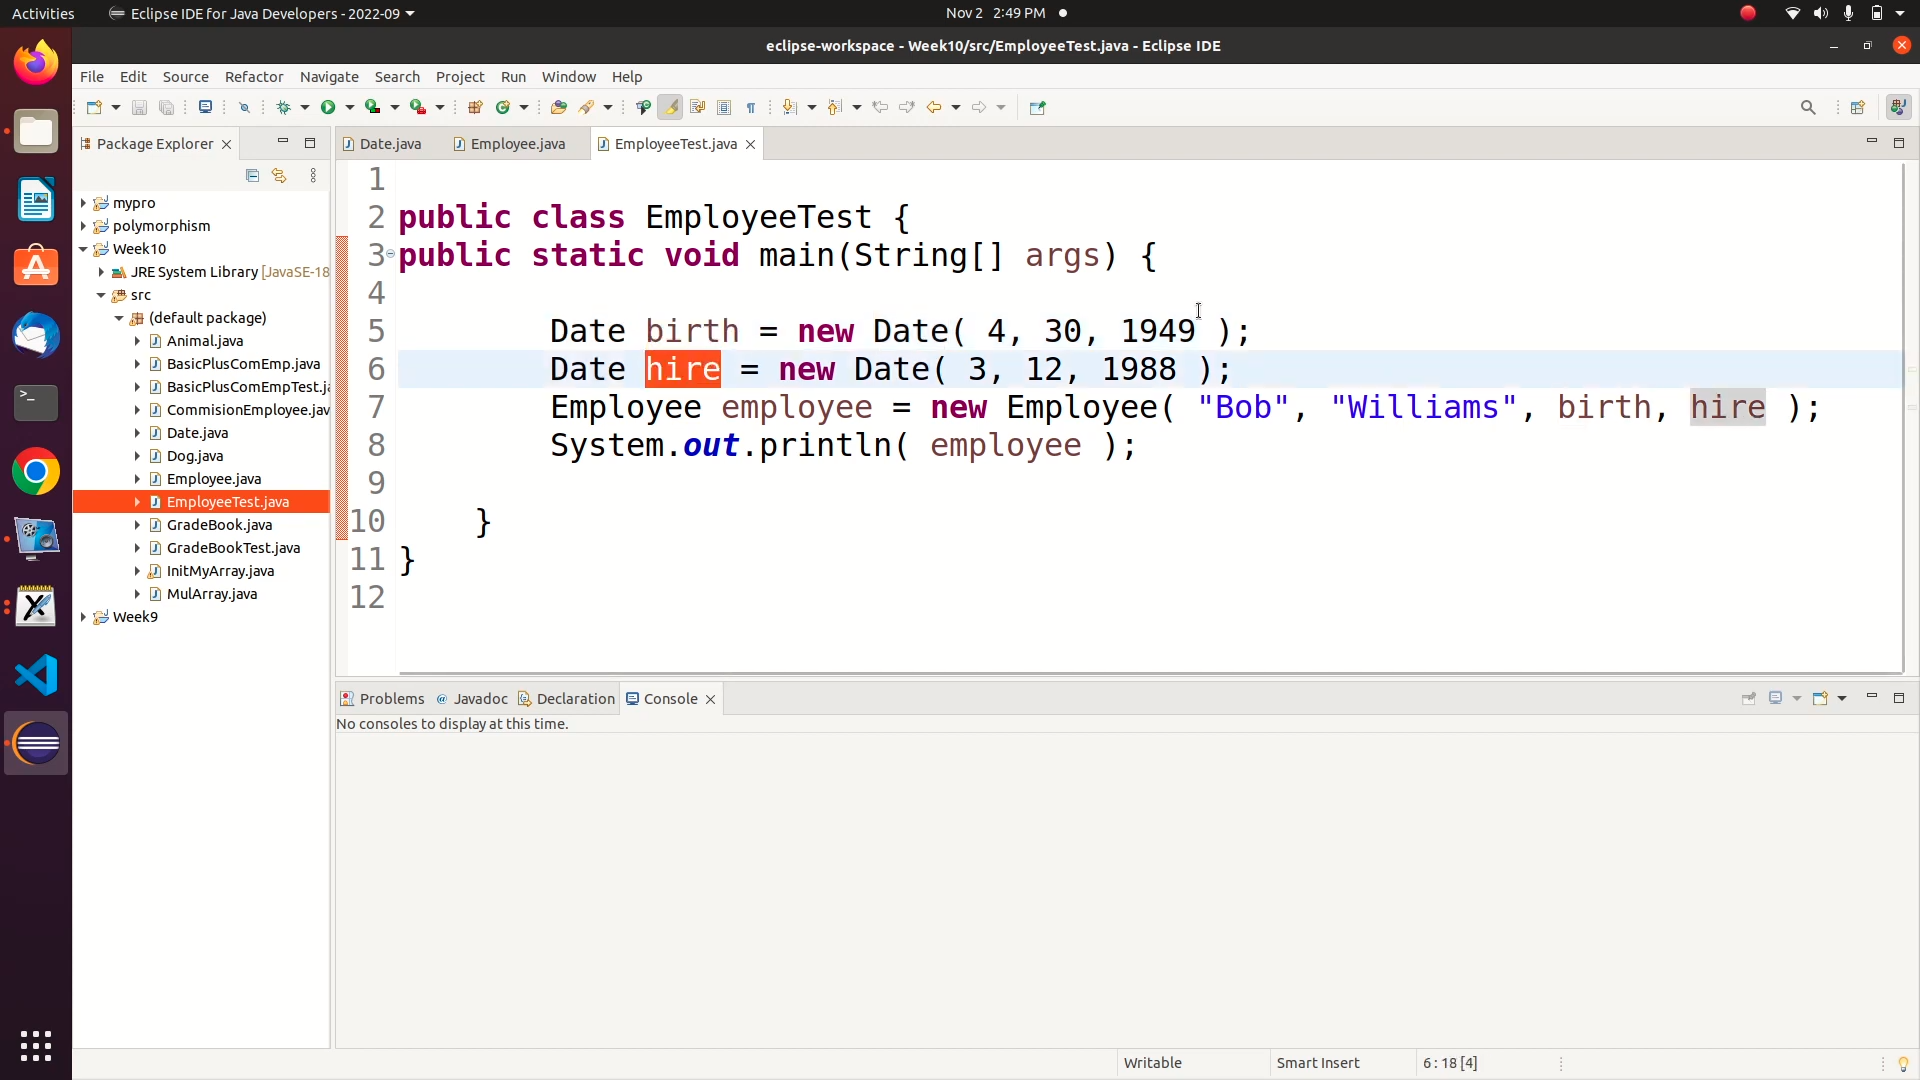 Activities
Eclipse IDE for Java Developers - 2022-09
Nov 2 2:49 PM
eclipse-workspace - Week10/src/EmployeeTest.java - Eclipse IDE
File Edit Source Refactor Navigate Search Project Run Window Help
Package Explorer
Date.java Employee.java EmployeeTest.java
mypro
polymorphism
Week10
JRE System Library [JavaSE-18
src
(default package)
Animal.java
BasicPlusComEmp.java
BasicPlusComEmpTest.ja
CommisionEmployee.jav
Date.java
Dog.java
Employee.java
EmployeeTest.java
GradeBook.java
GradeBookTest.java
InitMyArray.java
MulArray.java
Week9
1
2 public class EmployeeTest {
3 public static void main(String[] args) {
4
5 Date birth = new Date( 4, 30, 1949 );
6 Date hire = new Date( 3, 12, 1988 );
7 Employee employee = new Employee( "Bob", "Williams", birth, hire );
8 System.out.println( employee );
9
10 }
11 }
12
Problems Javadoc Declaration Console
No consoles to display at this time.
Writable Smart Insert 6 : 18 [4]